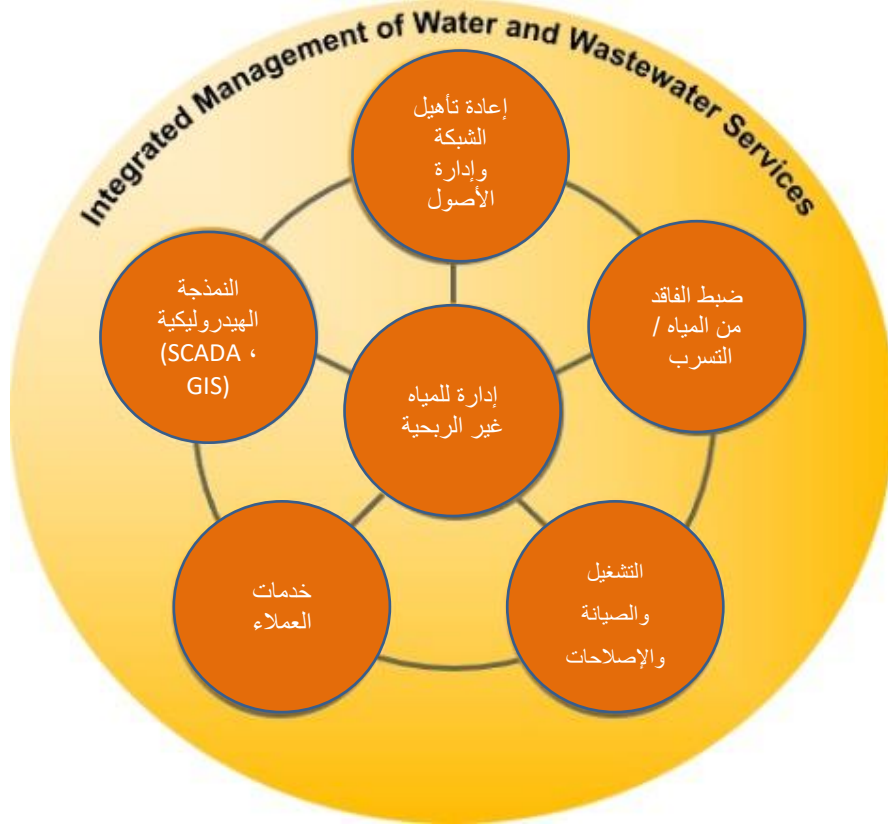 Integrated Management of Water and Wastewater Services
إعادة تأهيل
الشبكة
وإدارة
الأصول
ضبط الفاقد
من المياه /
التسرب
النمذجة
الهيدروليكية
(SCADA ،
GIS)
إدارة للمياه
غير الربحية
خدمات
العملاء
التشغيل
والصيانة
والإصلاحات